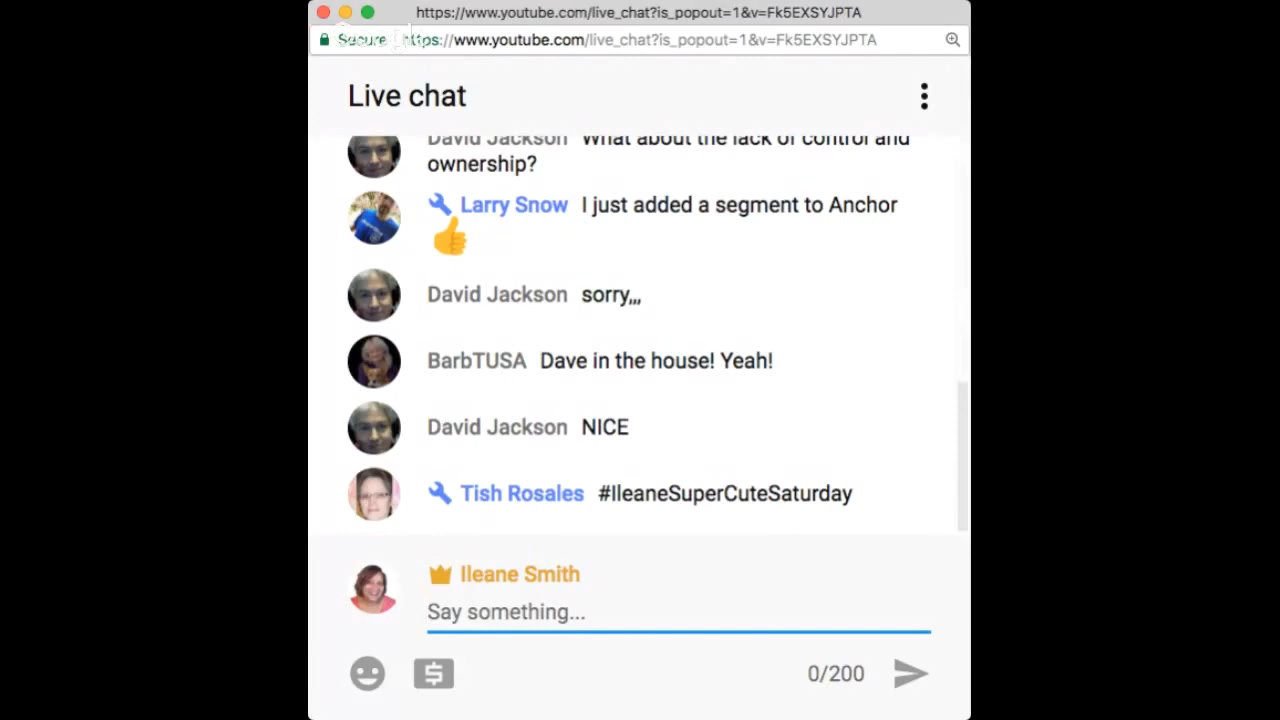 https://www.youtube.com/live_chat?is_popout=1&v=Fk5EXSYJPTA
Secure https://www.youtube.com/live_chat?is_popout=1&v=Fk5EXSYJPTA
Live chat
David Jackson What about the lack of control and
ownership?
Larry Snow I just added a segment to Anchor
David Jackson sorry,,,
BarbTUSA Dave in the house! Yeah!
David Jackson NICE
Tish Rosales #IleaneSuperCuteSaturday
Ileane Smith
Say something...
0/200